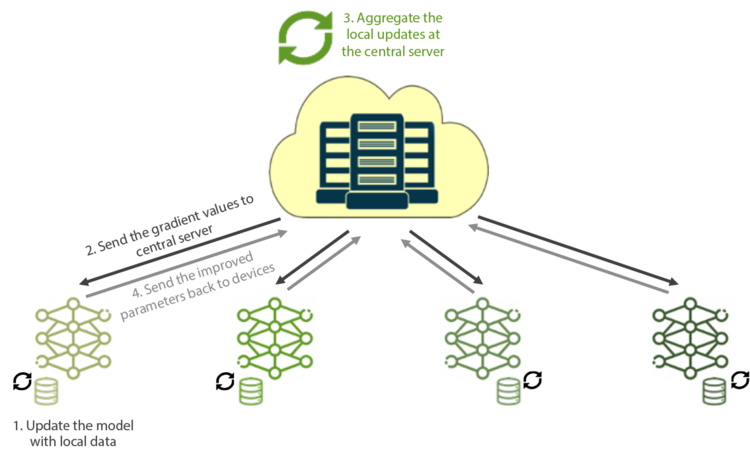 3. Aggregate the
local updates at
the central server
2. Send the gradient values to
central server
4. Send the improved
parameters back to devices
1. Update the model
with local data